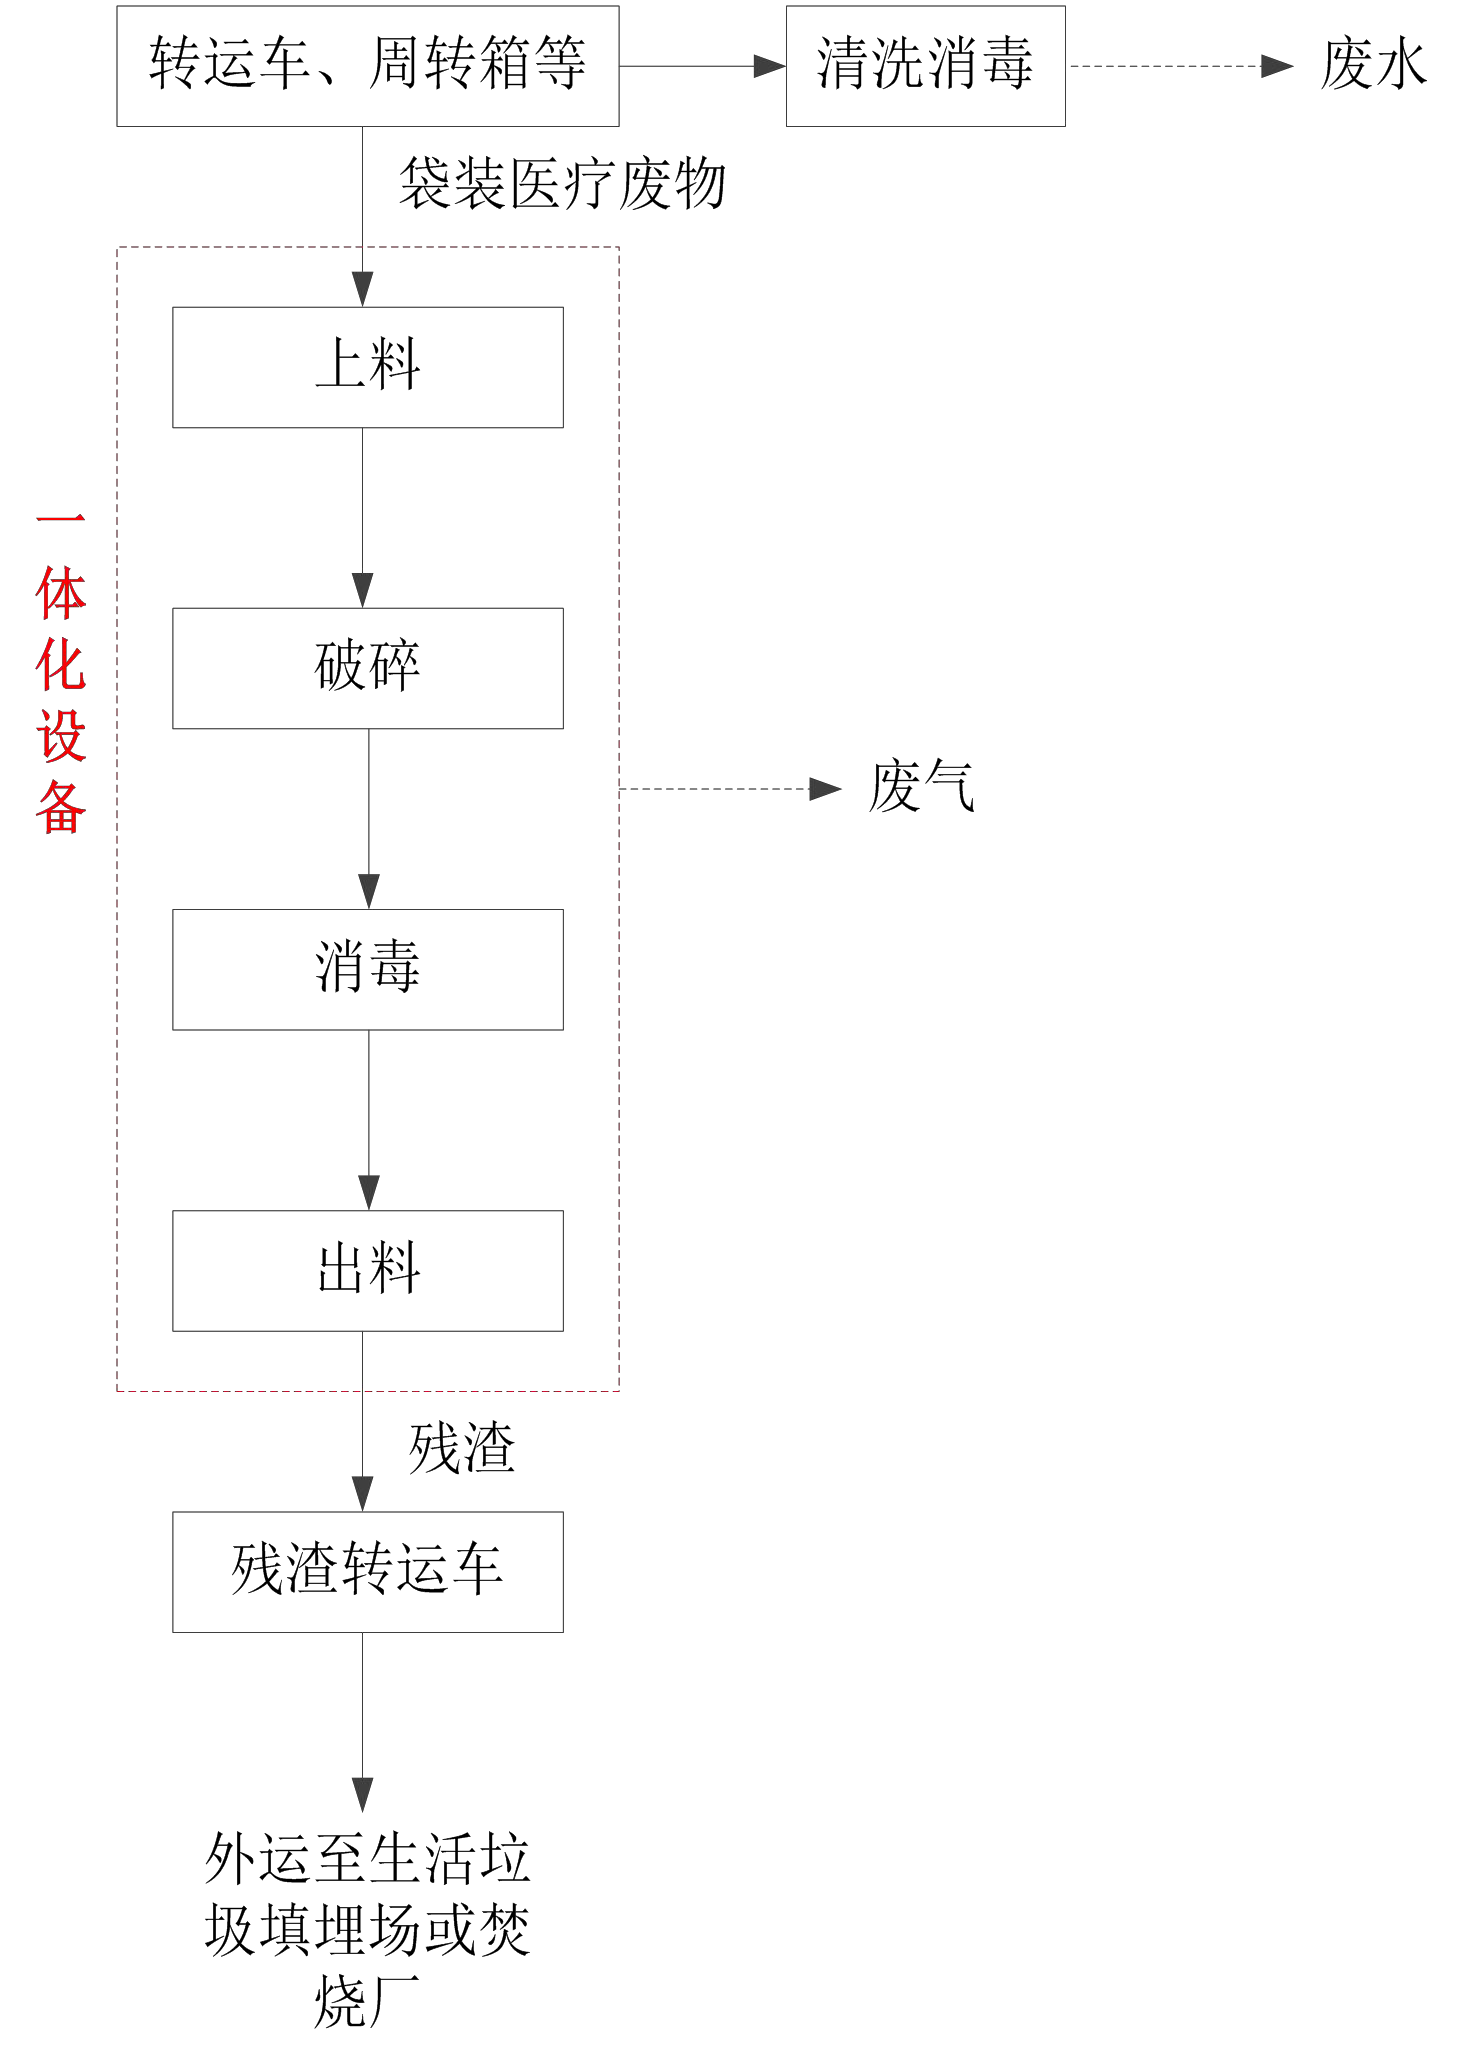 转运车、周转箱等
清洗消毒
废水
袋装医疗废物
上料
一
体
化
设
备
破碎
废气
消毒
出料
残渣
残渣转运车
外运至生活垃
圾填埋场或焚
烧厂